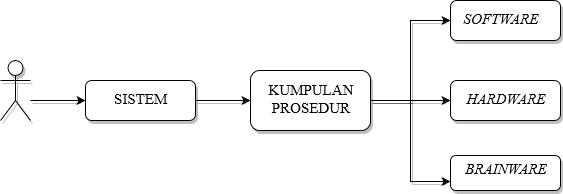 SOFTWARE
SISTEM
KUMPULAN
PROSEDUR
HARDWARE
BRAINWARE